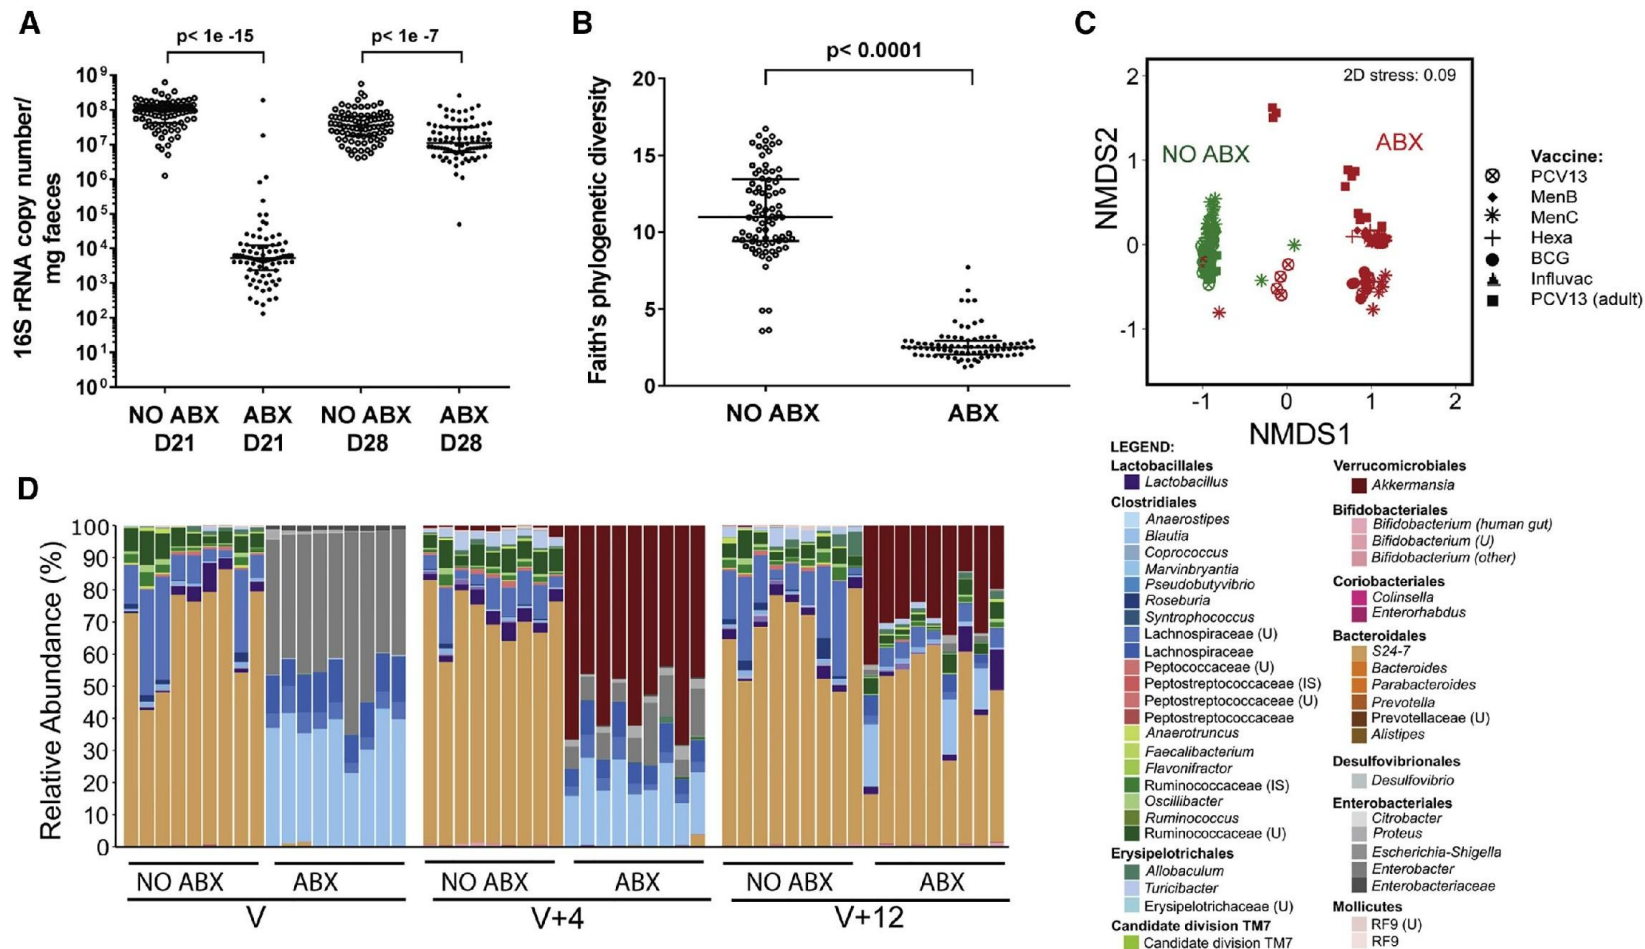 A
p< 1e -15
p< 1e -7
16S rRNA copy number/
mg faeces
10⁹
10⁸
10⁷
10⁶
10⁵
10⁴
10³
10²
10¹
10⁰
NO ABX
D21
ABX
D21
NO ABX
D28
ABX
D28
B
p< 0.0001
Faith's phylogenetic diversity
20
15
10
5
0
NO ABX
ABX
C
2D stress: 0.09
NO ABX
ABX
NMDS2
2
1
0
-1
-1
0
1
2
NMDS1
Vaccine:
PCV13
MenB
MenC
Hexa
BCG
Influvac
PCV13 (adult)
D
Relative Abundance (%)
100
90
80
70
60
50
40
30
20
10
0
NO ABX
ABX
NO ABX
ABX
NO ABX
ABX
V
V+4
V+12
LEGEND:
Lactobacillales
Lactobacillus
Clostridiales
Anaerostipes
Blautia
Coprococcus
Marvinbryantia
Pseudobutyvibrio
Roseburia
Syntrophococcus
Lachnospiraceae (U)
Lachnospiraceae
Peptococcaceae (U)
Peptostreptococcaceae (IS)
Peptostreptococcaceae (U)
Peptostreptococcaceae
Anaerotruncus
Faecalibacterium
Flavonifractor
Ruminococcaceae (IS)
Oscillibacter
Ruminococcus
Ruminococcaceae (U)
Erysipelotrichales
Allobaculum
Turicibacter
Erysipelotrichaceae (U)
Candidate division TM7
Candidate division TM7
Verrucomicrobiales
Akkermansia
Bifidobacteriales
Bifidobacterium (human gut)
Bifidobacterium (U)
Bifidobacterium (other)
Coriobacteriales
Colinsella
Enterorhabdus
Bacteroidales
S24-7
Bacteroides
Parabacteroides
Prevotella
Prevotellaceae (U)
Alistipes
Desulfovibrionales
Desulfovibrio
Enterobacteriales
Citrobacter
Proteus
Escherichia-Shigella
Enterobacter
Enterobacteriaceae
Mollicutes
RF9 (U)
RF9